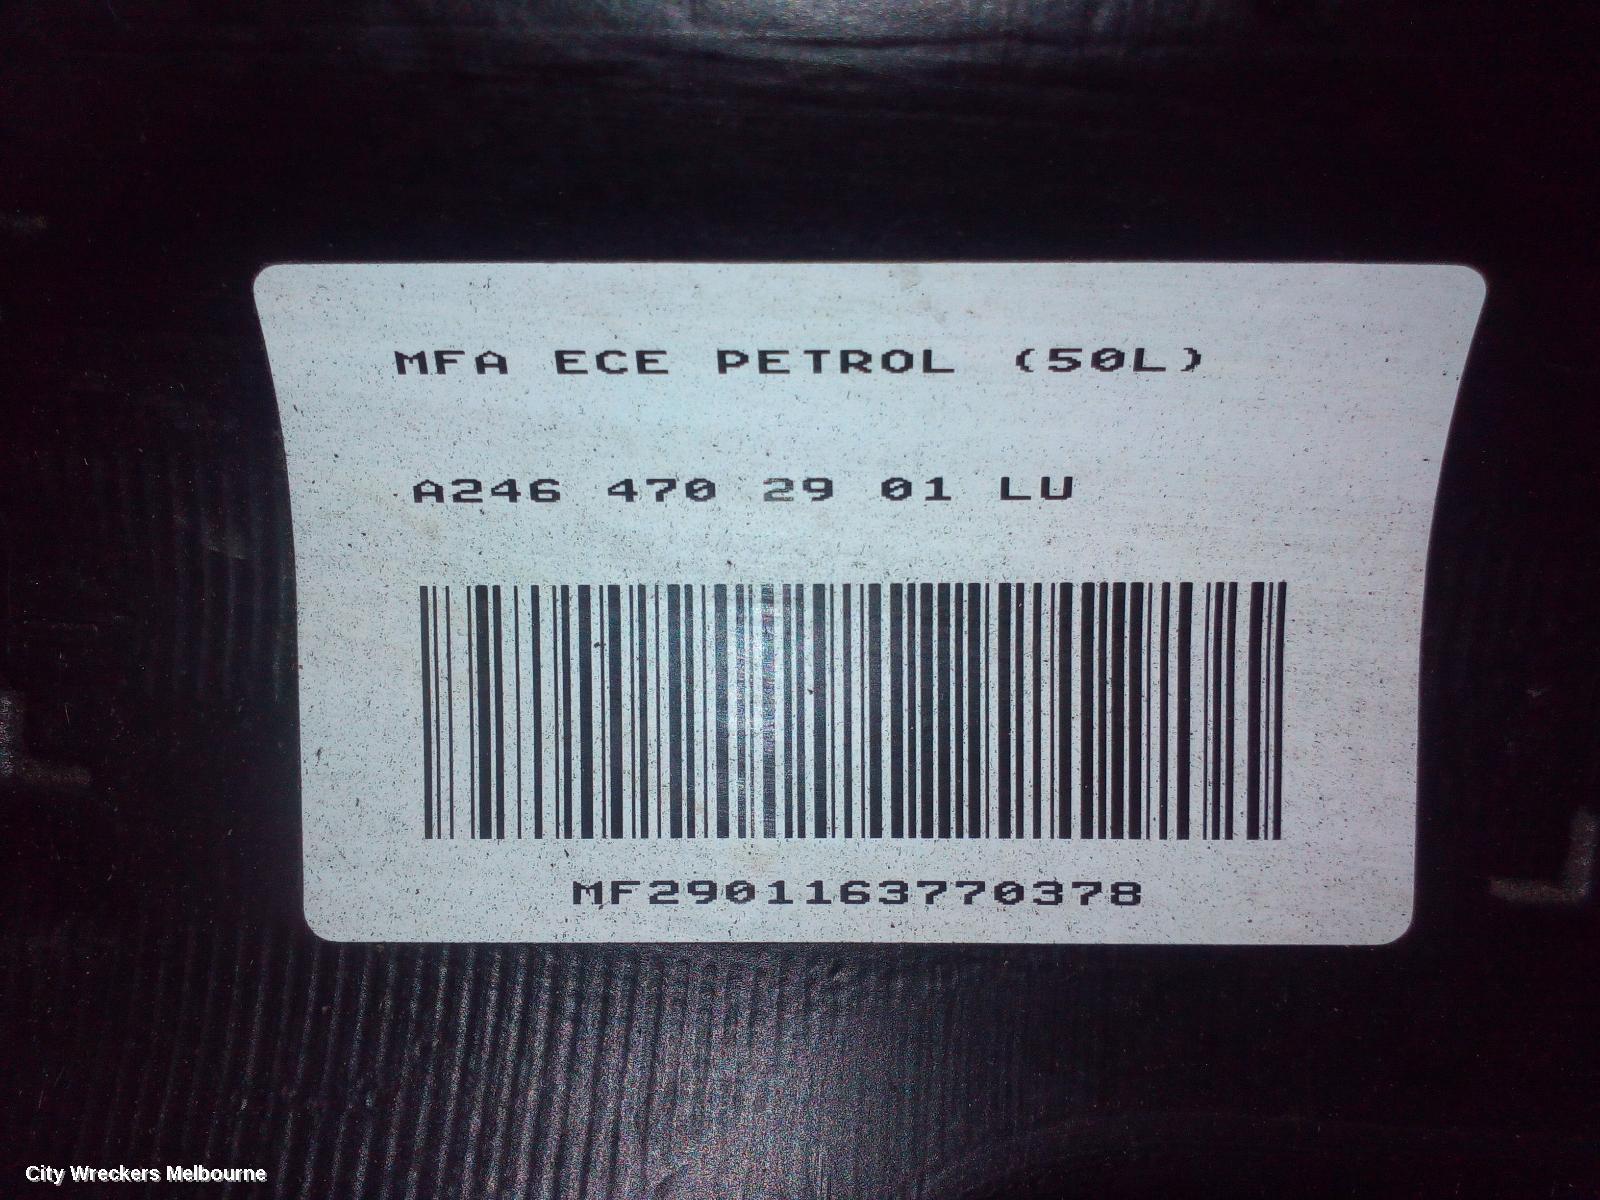 MFA ECE PETROL (50L)
A246 470 29 01 LU
MF2901163770378
City Wreckers Melbourne